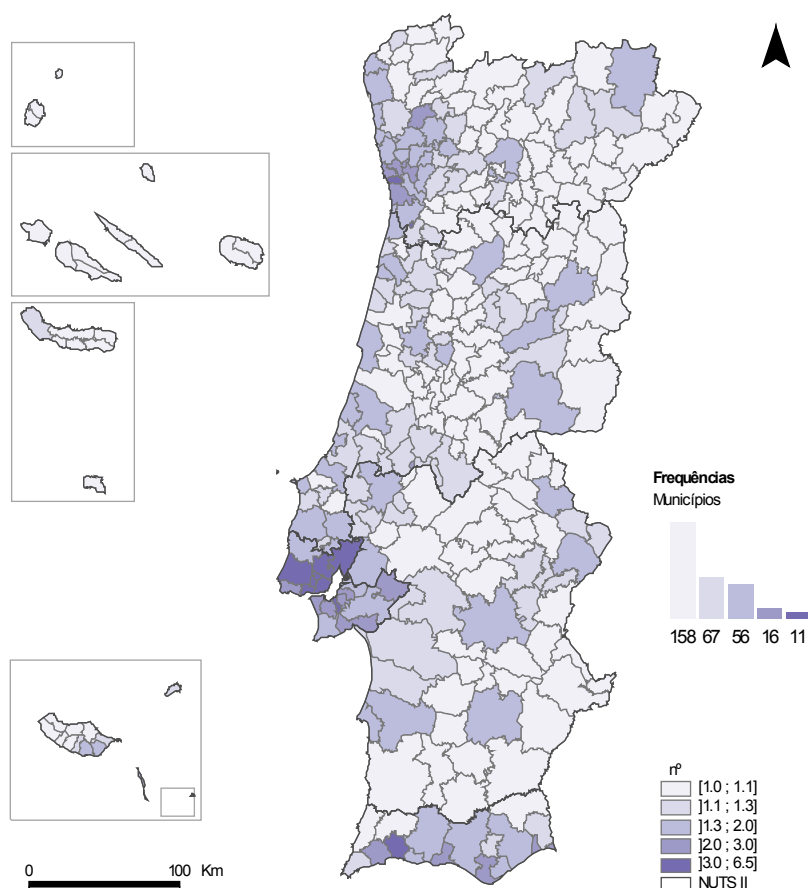 Frequências
Municípios
158 67 56 16 11
nº
]1.0 ; 1.1]
]1.1 ; 1.3]
]1.3 ; 2.0]
]2.0 ; 3.0]
]3.0 ; 6.5]
NUTS II
0 100 Km